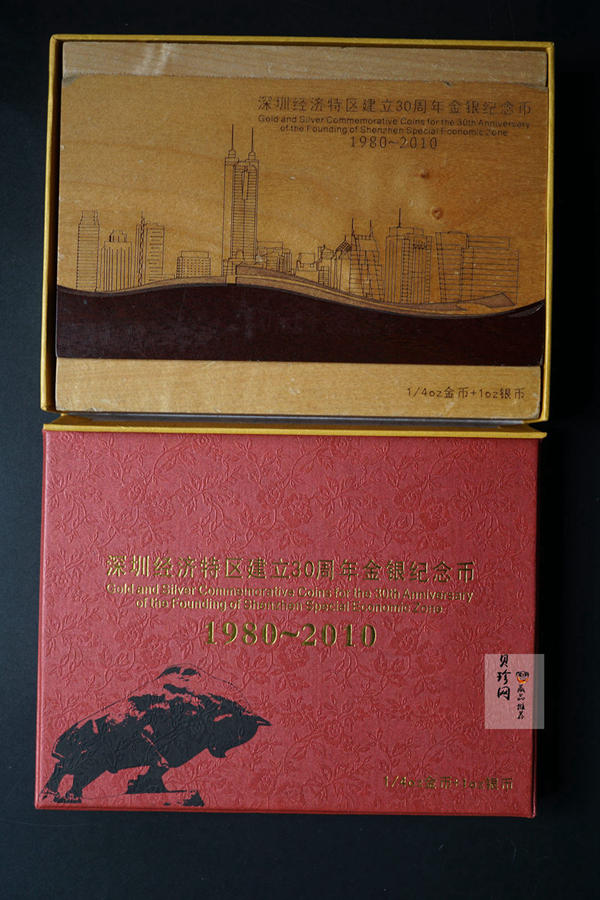 深圳经济特区建立30周年金银纪念币
Gold and Silver Commemorative Coins for the 30th Anniversary
of the Founding of Shenzhen Special Economic Zone
1980~2010
1/4oz金币+1oz银币
深圳经济特区建立30周年金银纪念币
Gold and Silver Commemorative Coins for the 30th Anniversary
of the Founding of Shenzhen Special Economic Zone
1980~2010
贝珍网
藏品推荐
1/4oz金币+1oz银币